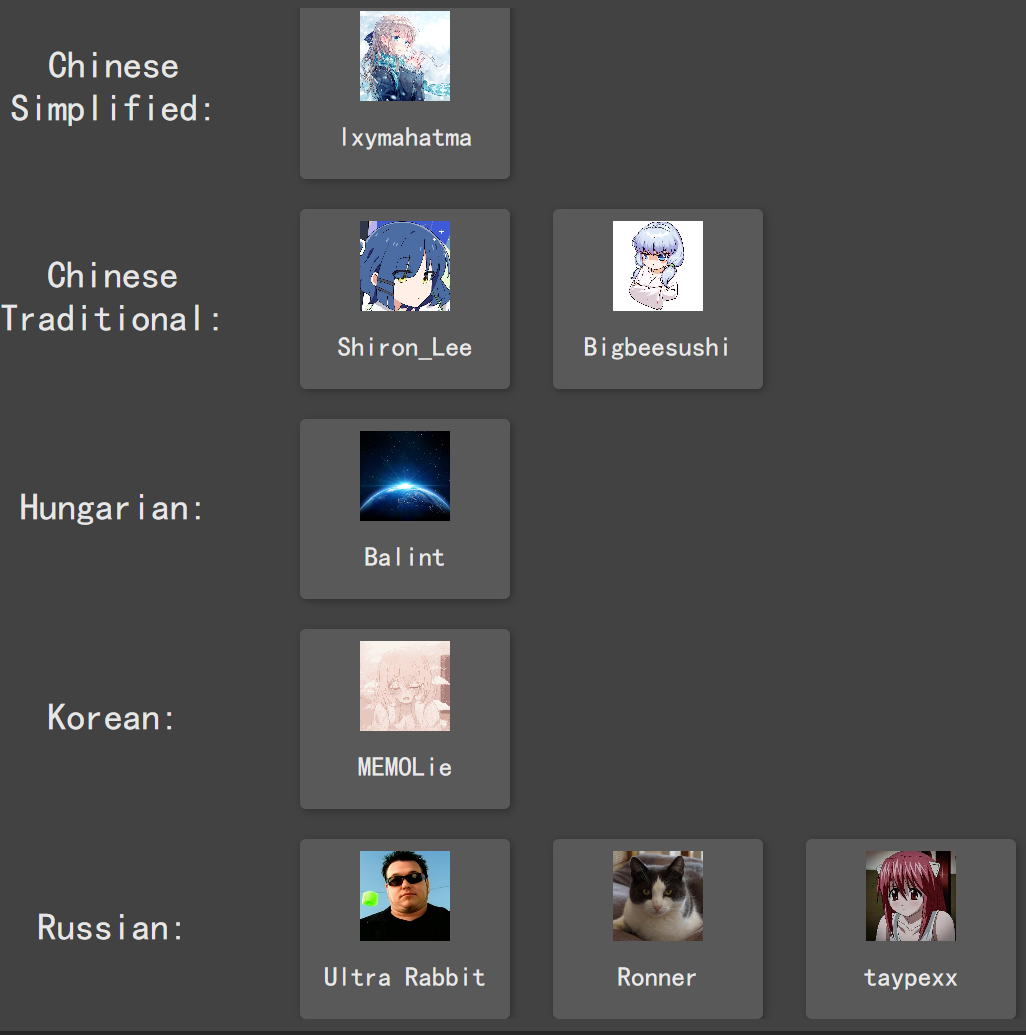 Chinese
Simplified:
lxymahatma
Chinese
Traditional:
Shiron_Lee
Bigbeesushi
Hungarian:
Balint
Korean:
MEMOLie
Russian:
Ultra Rabbit
Ronner
taypexx